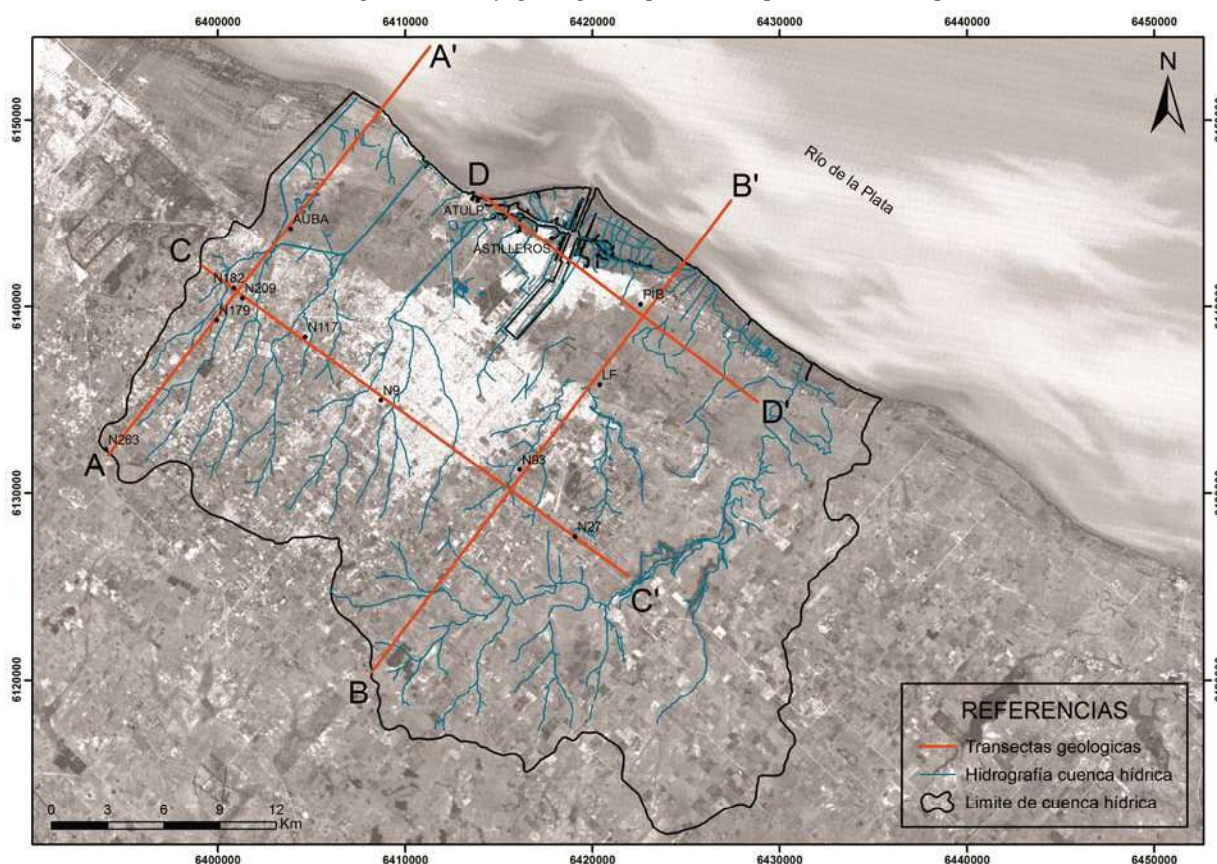 6400000 6410000 6420000 6430000 6440000 6450000
A'
N
6150000
Río de la Plata
D
B'
ATULP
AUBA
ASTILLEROS
C
N182
N209
PIB
6140000
N179
N117
LF
N9
D'
N263
A
N93
6130000
N27
C'
B
6120000
REFERENCIAS
Transectas geologicas
Hidrografía cuenca hídrica
Limite de cuenca hídrica
0 3 6 9 12
Km
6400000 6410000 6420000 6430000 6440000 6450000